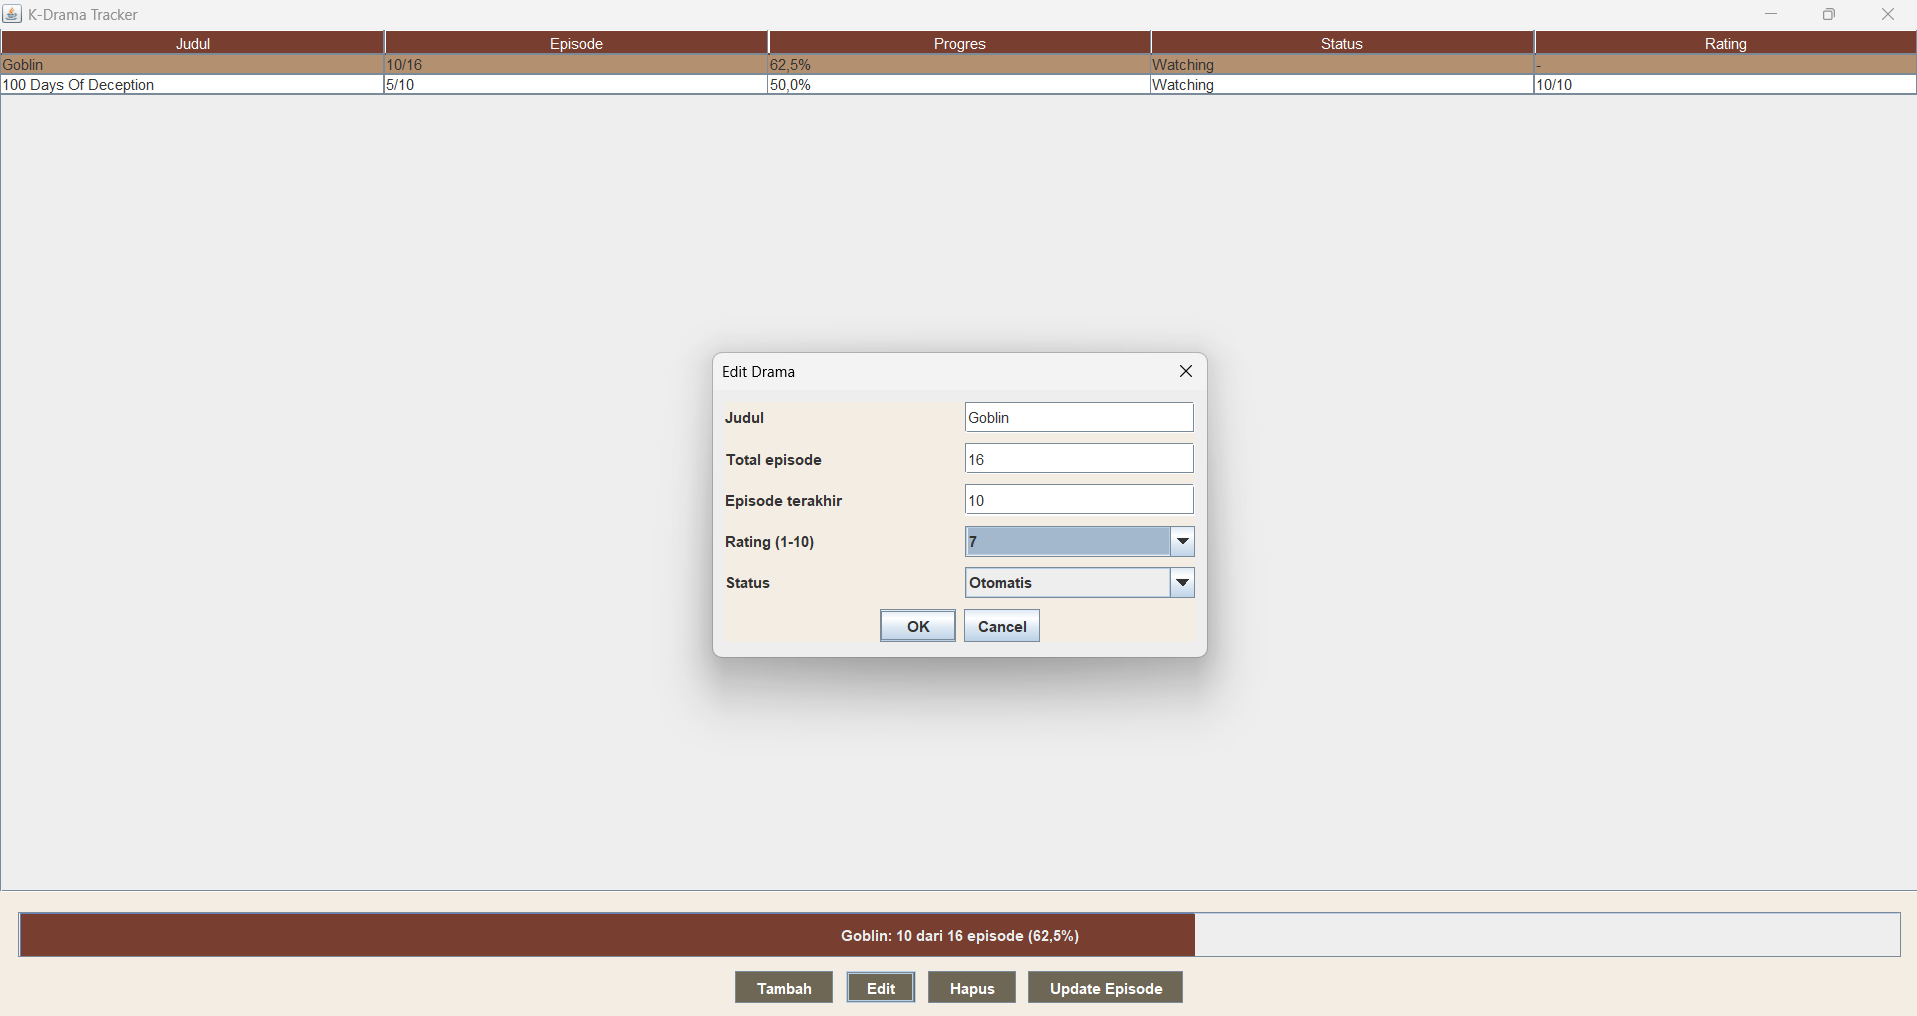 K-Drama Tracker
Judul Episode Progres Status Rating
Goblin 10/16 62,5% Watching -
100 Days Of Deception 5/10 50,0% Watching 10/10
Edit Drama
Judul Goblin
Total episode 16
Episode terakhir 10
Rating (1-10) 7
Status Otomatis
OK Cancel
Goblin: 10 dari 16 episode (62,5%)
Tambah Edit Hapus Update Episode